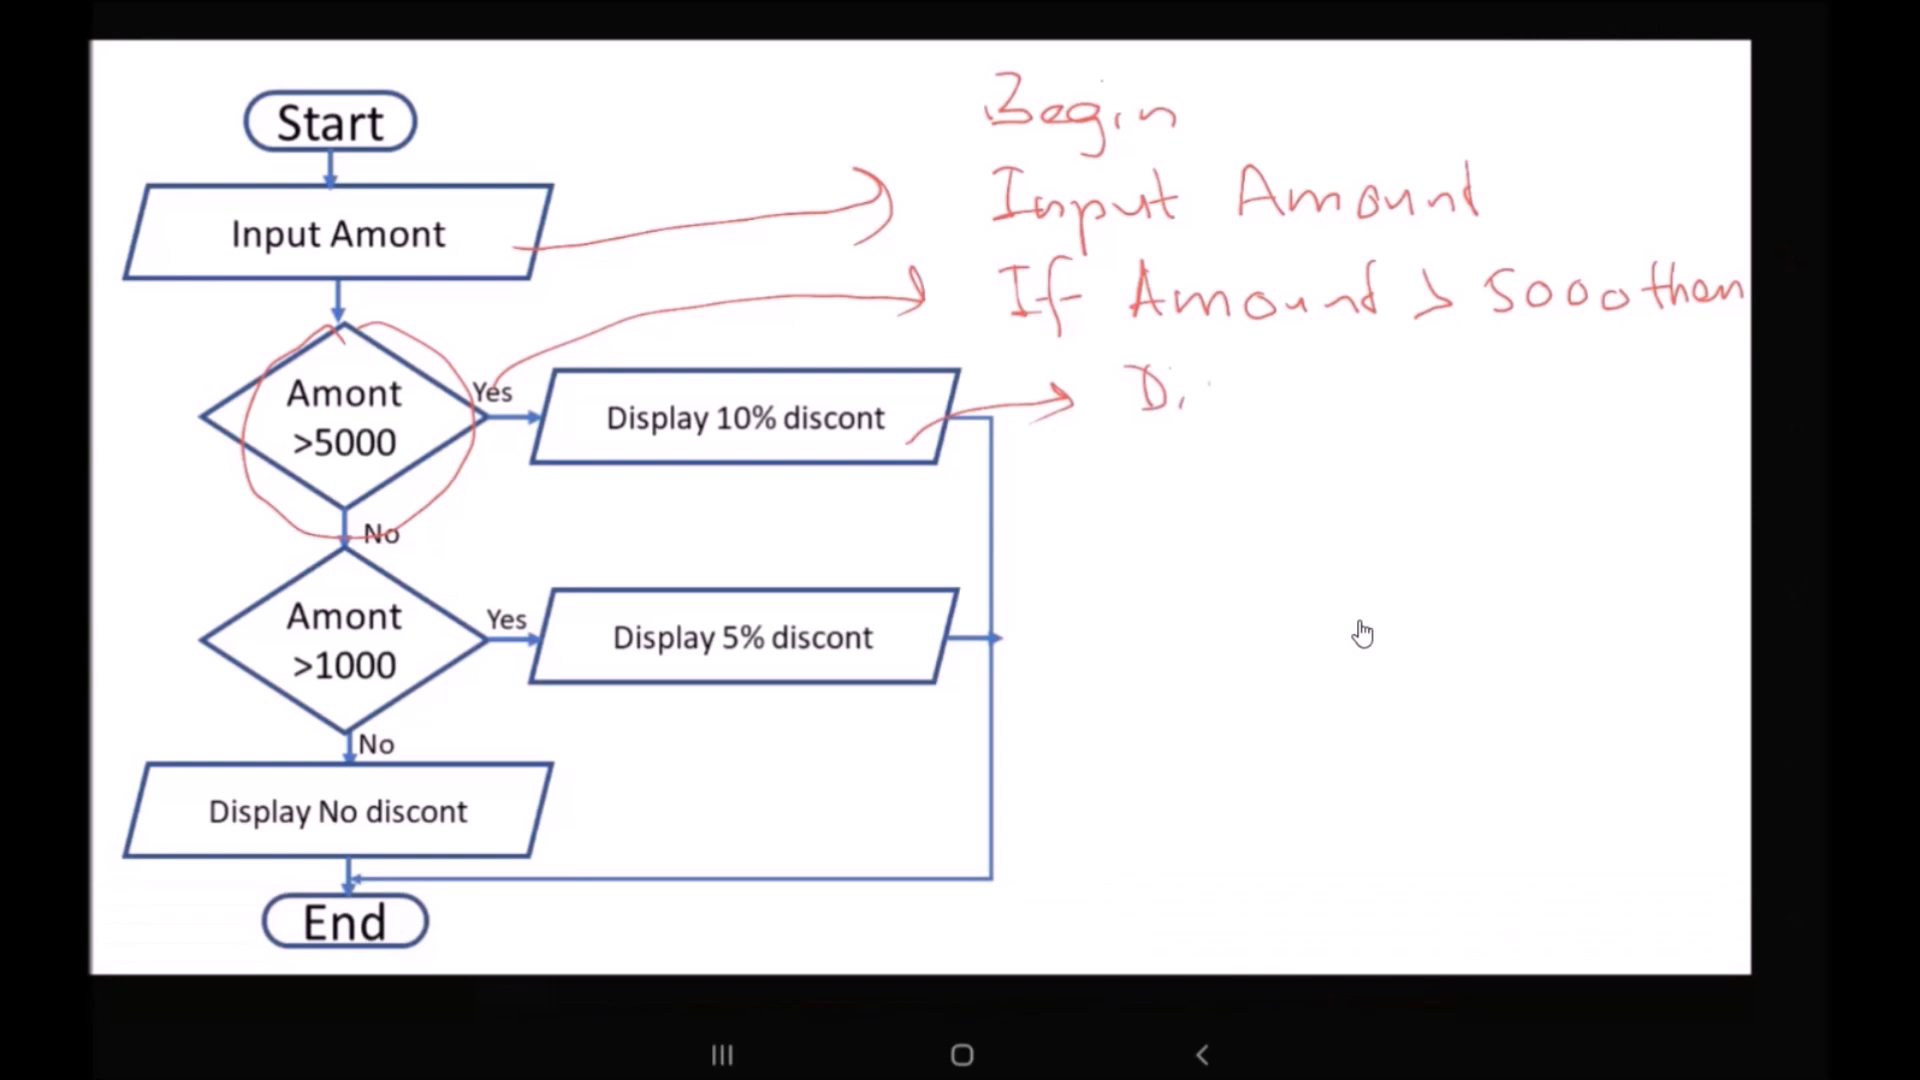 Start
Input Amont
Amont
>5000
Yes
Display 10% discont
No
Amont
>1000
Yes
Display 5% discont
No
Display No discont
End
Begin
Input Amount
If Amount > 5000 then
Di